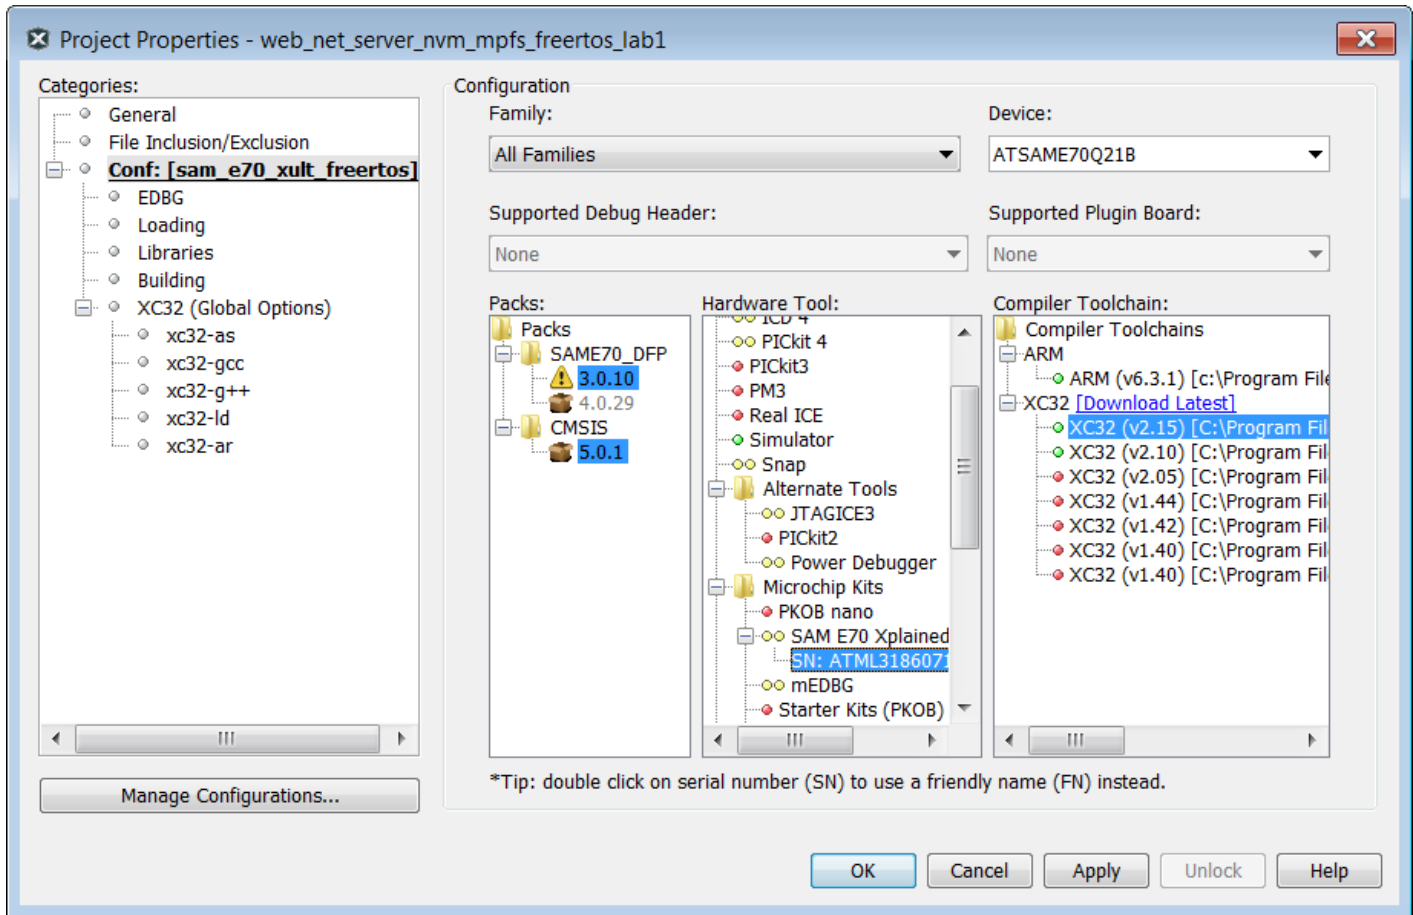 Project Properties - web_net_server_nvm_mpfs_freertos_lab1
Categories:
General
File Inclusion/Exclusion
Conf: [sam_e70_xult_freertos]
EDBG
Loading
Libraries
Building
XC32 (Global Options)
xc32-as
xc32-gcc
xc32-g++
xc32-ld
xc32-ar
Manage Configurations...
Configuration
Family:
All Families
Device:
ATSAME70Q21B
Supported Debug Header:
None
Supported Plugin Board:
None
Packs:
Packs
SAME70_DFP
3.0.10
4.0.29
CMSIS
5.0.1
Hardware Tool:
ICD 4
PICkit 4
PICkit3
PM3
Real ICE
Simulator
Snap
Alternate Tools
JTAGICE3
PICkit2
Power Debugger
Microchip Kits
PKOB nano
SAM E70 Xplained
SN: ATML3186071
mEDBG
Starter Kits (PKOB)
Compiler Toolchain:
Compiler Toolchains
ARM
ARM (v6.3.1) [c:\Program File
XC32 [Download Latest]
XC32 (v2.15) [C:\Program Fil
XC32 (v2.10) [C:\Program Fil
XC32 (v2.05) [C:\Program Fil
XC32 (v1.44) [C:\Program Fil
XC32 (v1.42) [C:\Program Fil
XC32 (v1.40) [C:\Program Fil
XC32 (v1.40) [C:\Program Fil
*Tip: double click on serial number (SN) to use a friendly name (FN) instead.
OK
Cancel
Apply
Unlock
Help